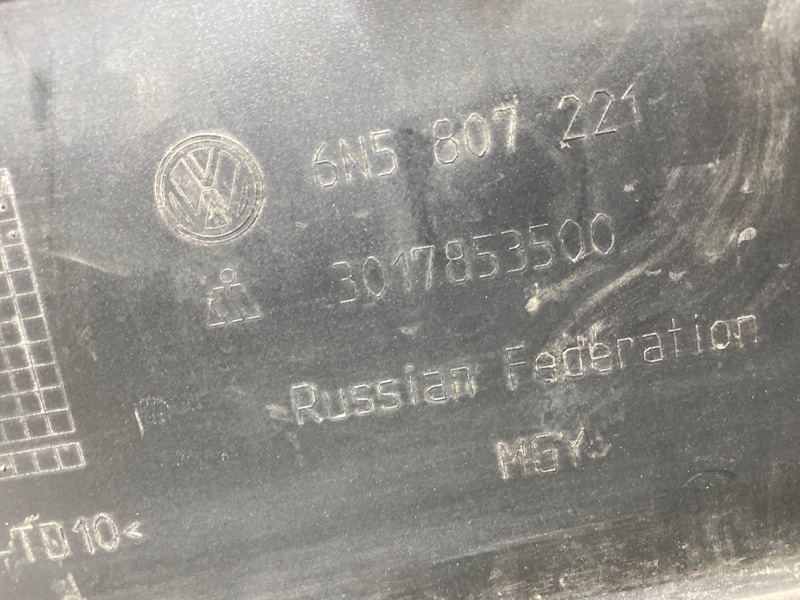 6N5 807 221
3017853500
Russian Federation
MGY
-TD10<